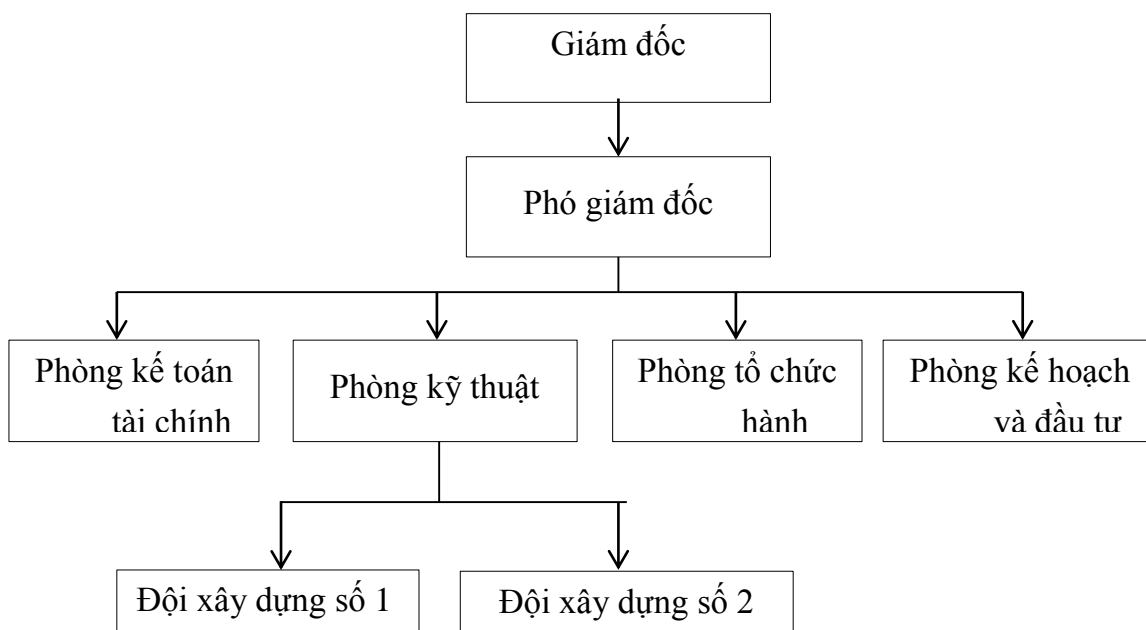 Giám đốc
Phó giám đốc
Phòng kế toán
tài chính
Phòng kỹ thuật
Phòng tổ chức
hành
Phòng kế hoạch
và đầu tư
Đội xây dựng số 1
Đội xây dựng số 2